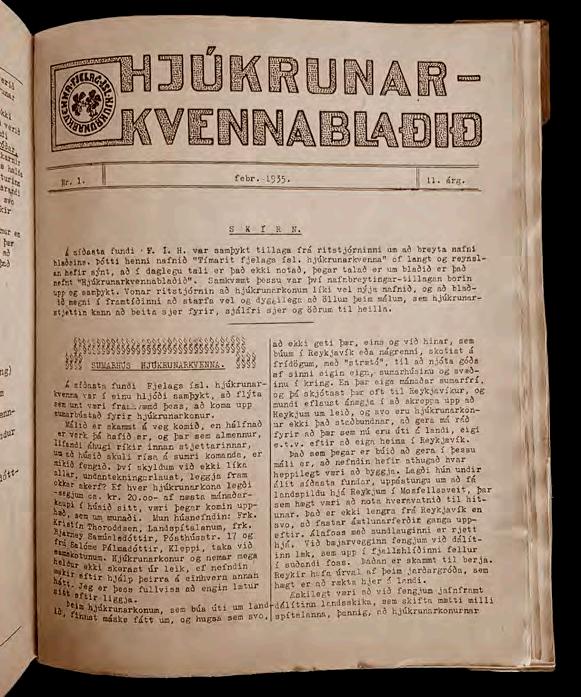 HJÚKRUNAR-
KVENNABLAÐIÐ
Nr. 1.
febr. 1935.
11. árg.
S K Í R N.
Á síðasta fundi F. Í. H. var samþykt tillaga frá ritstjórninni um að breyta nafni
blaðsins. Þótti henni nafnið "Tímarit fjelags ísl. hjúkrunarkvenna" of langt og reynsl-
an hefir sýnt, að í daglegu tali er það ekki notað, þegar talað er um blaðið er það
nefnt "Hjúkrunarkvennablaðið". Samkvæmt þessu var því nafnbreytingar-tillagan borin
upp og samþykt. Vonar ritstjórnin að hjúkrunarkonum líki vel nýja nafnið, og að blað-
ið megni í framtíðinni að starfa vel og dyggilega að öllum þeim málum, sem hjúkrunar-
stjettin kann að beita sjer fyrir, sjálfri sjer og öðrum til heilla.
SUMARHÚS HJÚKRUNARKVENNA.
Á síðasta fundi Fjelags ísl. hjúkrunar-
kvenna var í einu hljóði samþykt, að flýta
sem unt væri framkvæmd þess, að koma upp
sumarbústað fyrir hjúkrunarkonur.
Málið er skammt á veg komið, en hálfnað
er verk þá hafið er, og þar sem almennur,
lifandi áhugi ríkir innan stjettarinnar,
um að húsið skuli rísa á sumri komanda, er
mikið fengið. Því skyldum við ekki líka
allar, undantekningarlaust, leggja fram
okkar skerf? Ef hver hjúkrunarkona legði
-segjum ca. kr. 20.oo- af næsta mánaðar-
kaupi í húsið sitt, væri þegar komin upp-
hæð, sem um munaði. Mun húsanefndin: Frk.
Kristín Thoroddsen, Landspítalanum, frk.
Bjarney Samúelsdóttir, Pósthússtr. 17 og
frú Salóme Pálmadóttir, Kleppi, taka við
samskotunum. Hjúkrunarkonur og nemar mega
heldur ekki skerast úr leik, ef nefndin
æskir eftir hjálp þeirra á einhvern annan
hátt. Jeg er þess fullviss að engin lætur
sitt eftir liggja.
Þeim hjúkrunarkonum, sem búa úti um land-
ið, finnst máske fátt um, og hugsa sem svo,
að ekki geti þær, eins og við hinar, sem
búum í Reykjavík eða nágrenni, skotist á
frídögum, með "strætó", til að njóta góðs
af sinni eigin eign, sumarhúsinu og svæð-
inu í kring. En þær eiga mánaðar sumarfrí,
og þá skjótast þær oft til Reykjavíkur, og
mundi eflaust ánægja í að skreppa upp að
Reykjum um leið, og svo eru hjúkrunarkon-
ur ekki það staðbundnar, að gera má ráð
fyrir að þær sem nú eru úti á landi, eigi
e.t.v. eftir að eiga heima í Reykjavík.
Það sem þegar er búið að gera í þessu
máli er, að nefndin hefir athugað hvar
heppilegt væri að byggja. Lagði hún undir
álit síðasta fundar, uppástungu um að fá
landspildu hjá Reykjum í Mosfellssveit, þar
sem hægt væri að nota hveravatnið til hit-
unar. Það er ekki lengra frá Reykjavík en
svo, að fastar áætlunarferðir ganga upp-
eftir. Álafoss með sundlauginni er rjett
hjá. Við bæjarvegginn fengjum við dálít-
inn læk, sem upp í fjallshlíðinni fellur
í suðandi foss. Þaðan er skammt til berja.
Reykir hafa úrval af þeim jarðargróða, sem
hægt er að rækta hjer í landi.
Æskilegt væri að við fengjum jafnframt
dálítinn landsskika, sem skifta mætti milli
spítalanna, þannig, að hjúkrunarkonurnar